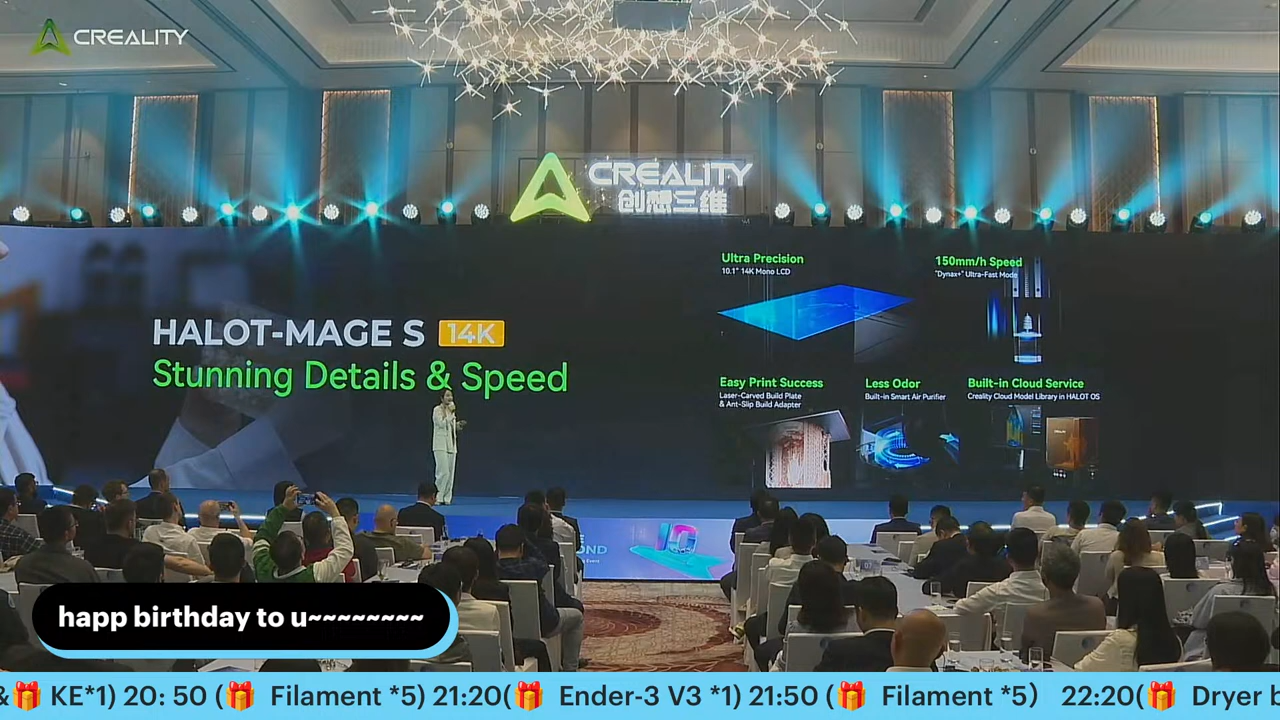 CREALITY
CREALITY
创想三维
HALOT-MAGE S 14K
Stunning Details & Speed
Ultra Precision
10.1" 14K Mono LCD
150mm/h Speed
"Dynax+" Ultra-Fast Mode
Easy Print Success
Laser-Carved Build Plate
& Anti-Slip Build Adapter
Less Odor
Built-in Smart Air Purifier
Built-in Cloud Service
Creality Cloud Model Library in HALOT OS
10
happ birthday to u~~~~~~~~
&🎁 KE*1) 20: 50 (🎁 Filament *5) 21:20(🎁 Ender-3 V3 *1) 21:50 (🎁 Filament *5） 22:20(🎁 Dryer b